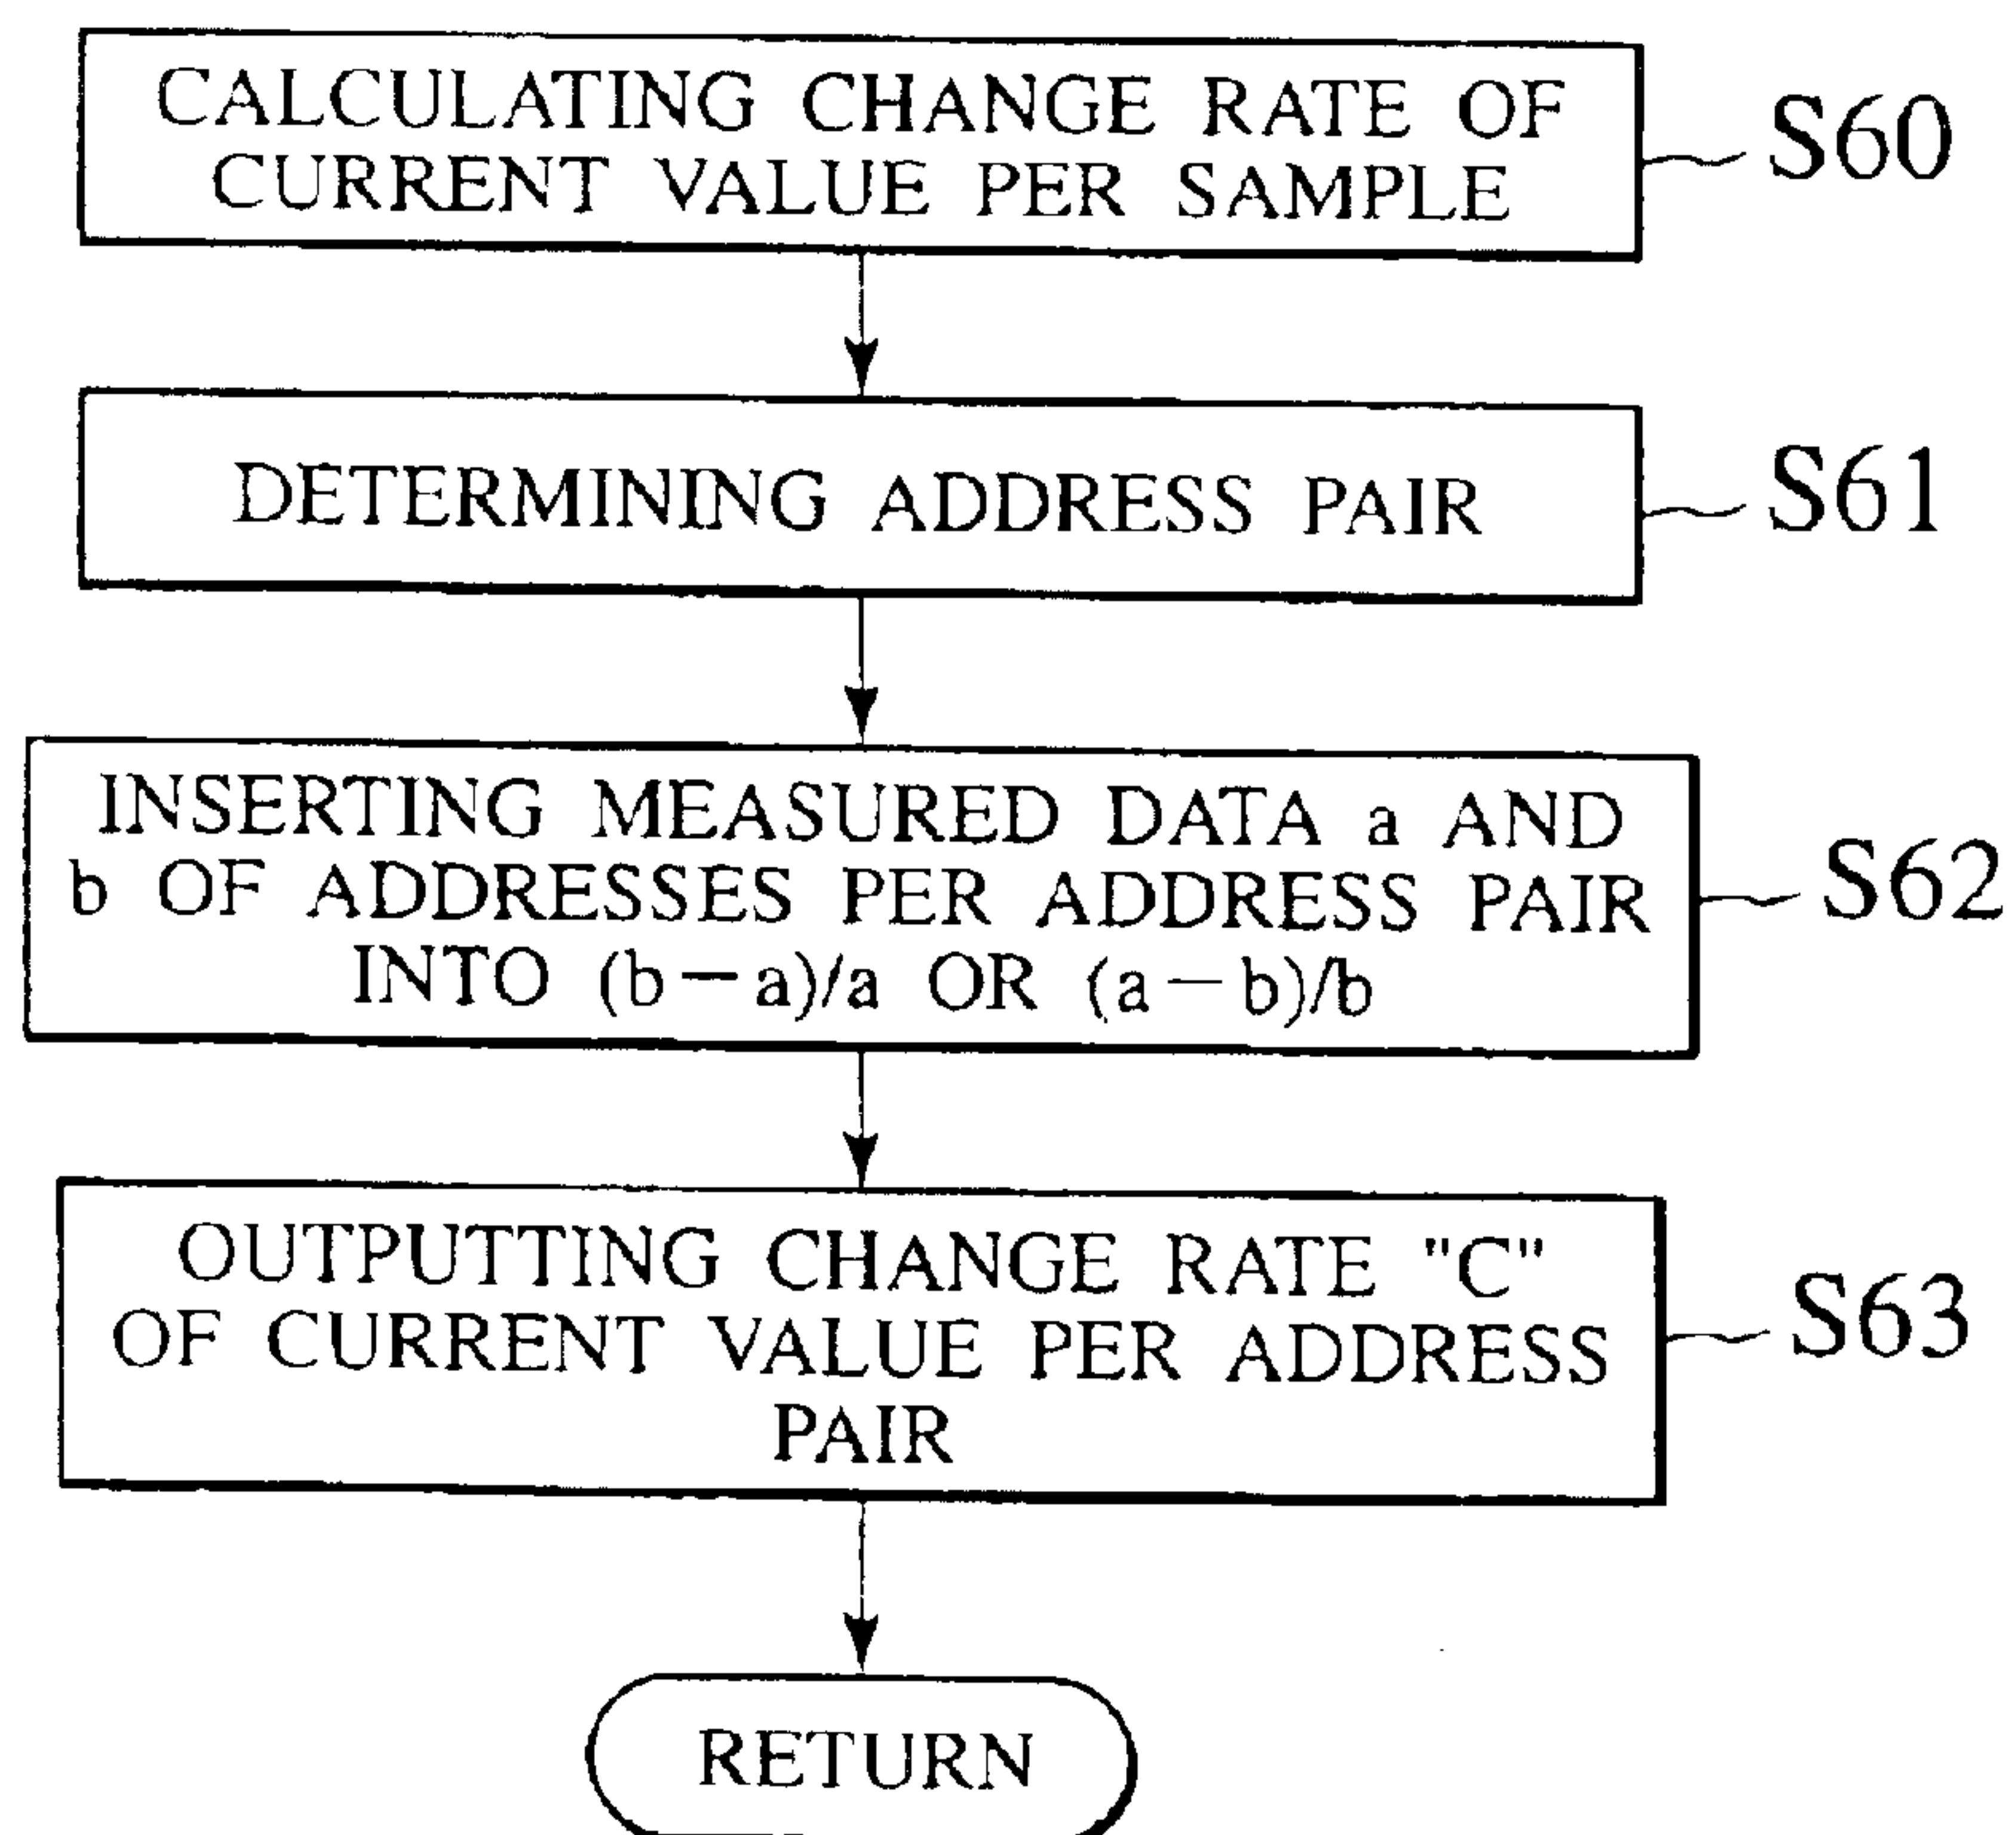 CALCULATING CHANGE RATE OF
CURRENT VALUE PER SAMPLE
S60
DETERMINING ADDRESS PAIR
S61
INSERTING MEASURED DATA a AND
b OF ADDRESSES PER ADDRESS PAIR
INTO (b-a)/a OR (a-b)/b
S62
OUTPUTTING CHANGE RATE "C"
OF CURRENT VALUE PER ADDRESS
PAIR
S63
RETURN